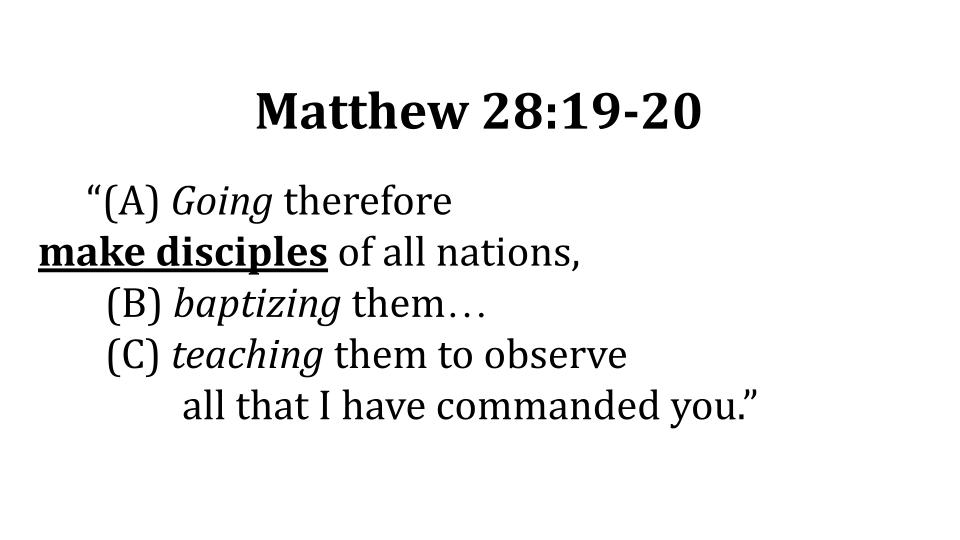 Matthew 28:19-20
“(A) Going therefore
make disciples of all nations,
(B) baptizing them…
(C) teaching them to observe
all that I have commanded you.”